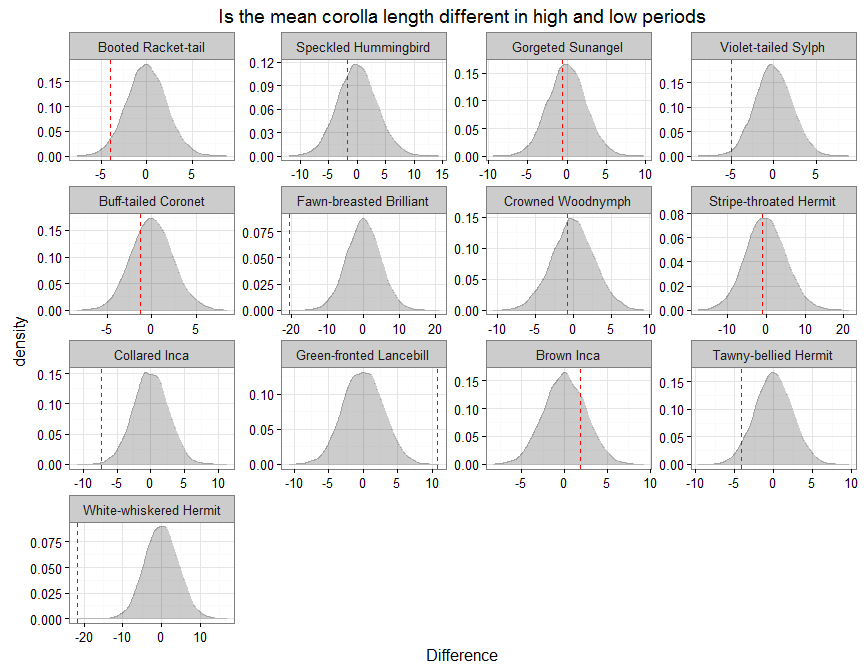 Is the mean corolla length different in high and low periods
Booted Racket-tail
Speckled Hummingbird
Gorgeted Sunangel
Violet-tailed Sylph
0.15
0.10
0.05
0.00
-5 0 5
0.12
0.09
0.06
0.03
0.00
-10 -5 0 5 10 15
0.15
0.10
0.05
0.00
-10 -5 0 5 10
0.15
0.10
0.05
0.00
-5 0 5
Buff-tailed Coronet
Fawn-breasted Brilliant
Crowned Woodnymph
Stripe-throated Hermit
0.15
0.10
0.05
0.00
-5 0 5
0.075
0.050
0.025
0.000
-20 -10 0 10 20
0.15
0.10
0.05
0.00
-10 -5 0 5 10
0.08
0.06
0.04
0.02
0.00
-10 0 10 20
Collared Inca
Green-fronted Lancebill
Brown Inca
Tawny-bellied Hermit
0.15
0.10
0.05
0.00
-10 -5 0 5 10
0.10
0.05
0.00
-10 -5 0 5 10
0.15
0.10
0.05
0.00
-5 0 5 10
0.15
0.10
0.05
0.00
-10 -5 0 5 10
White-whiskered Hermit
0.075
0.050
0.025
0.000
-20 -10 0 10
density
Difference